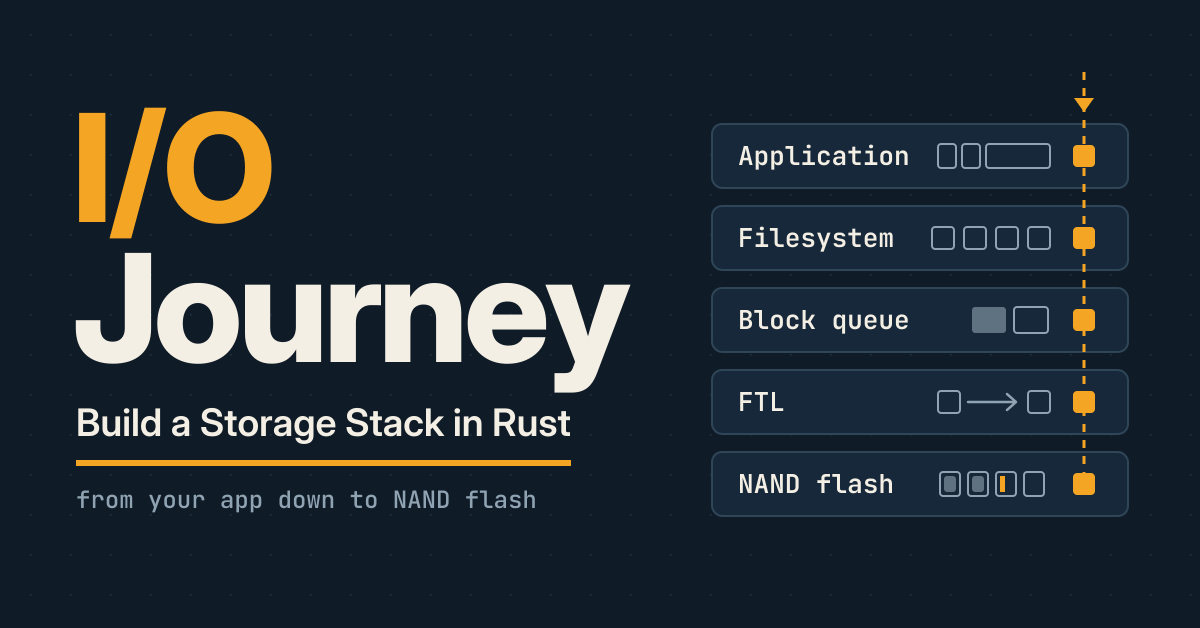 I/O
Journey
Build a Storage Stack in Rust
from your app down to NAND flash
Application
Filesystem
Block queue
FTL
NAND flash